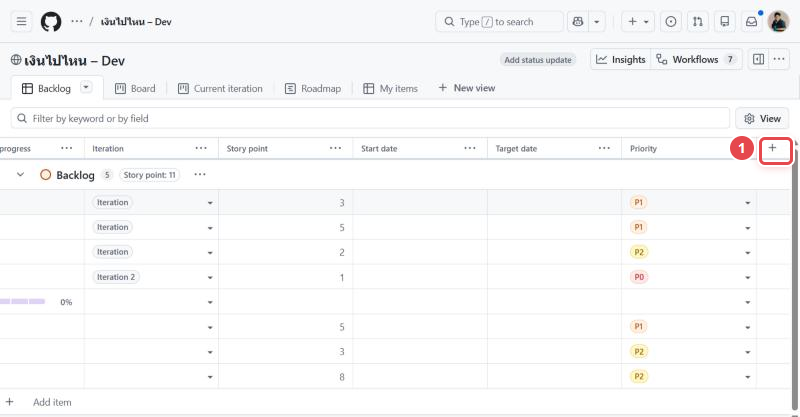 ... / เงินไปไหน – Dev
Type / to search
เงินไปไหน – Dev
Add status update
Insights
Workflows 7
Backlog
Board
Current iteration
Roadmap
My items
+ New view
Filter by keyword or by field
View
progress ... Iteration ... Story point ... Start date ... Target date ... Priority 1 +
Backlog 5 Story point: 11 ...
Iteration 3 P1
Iteration 5 P1
Iteration 2 P2
Iteration 2 1 P0
0%
5 P1
3 P2
8 P2
+ Add item